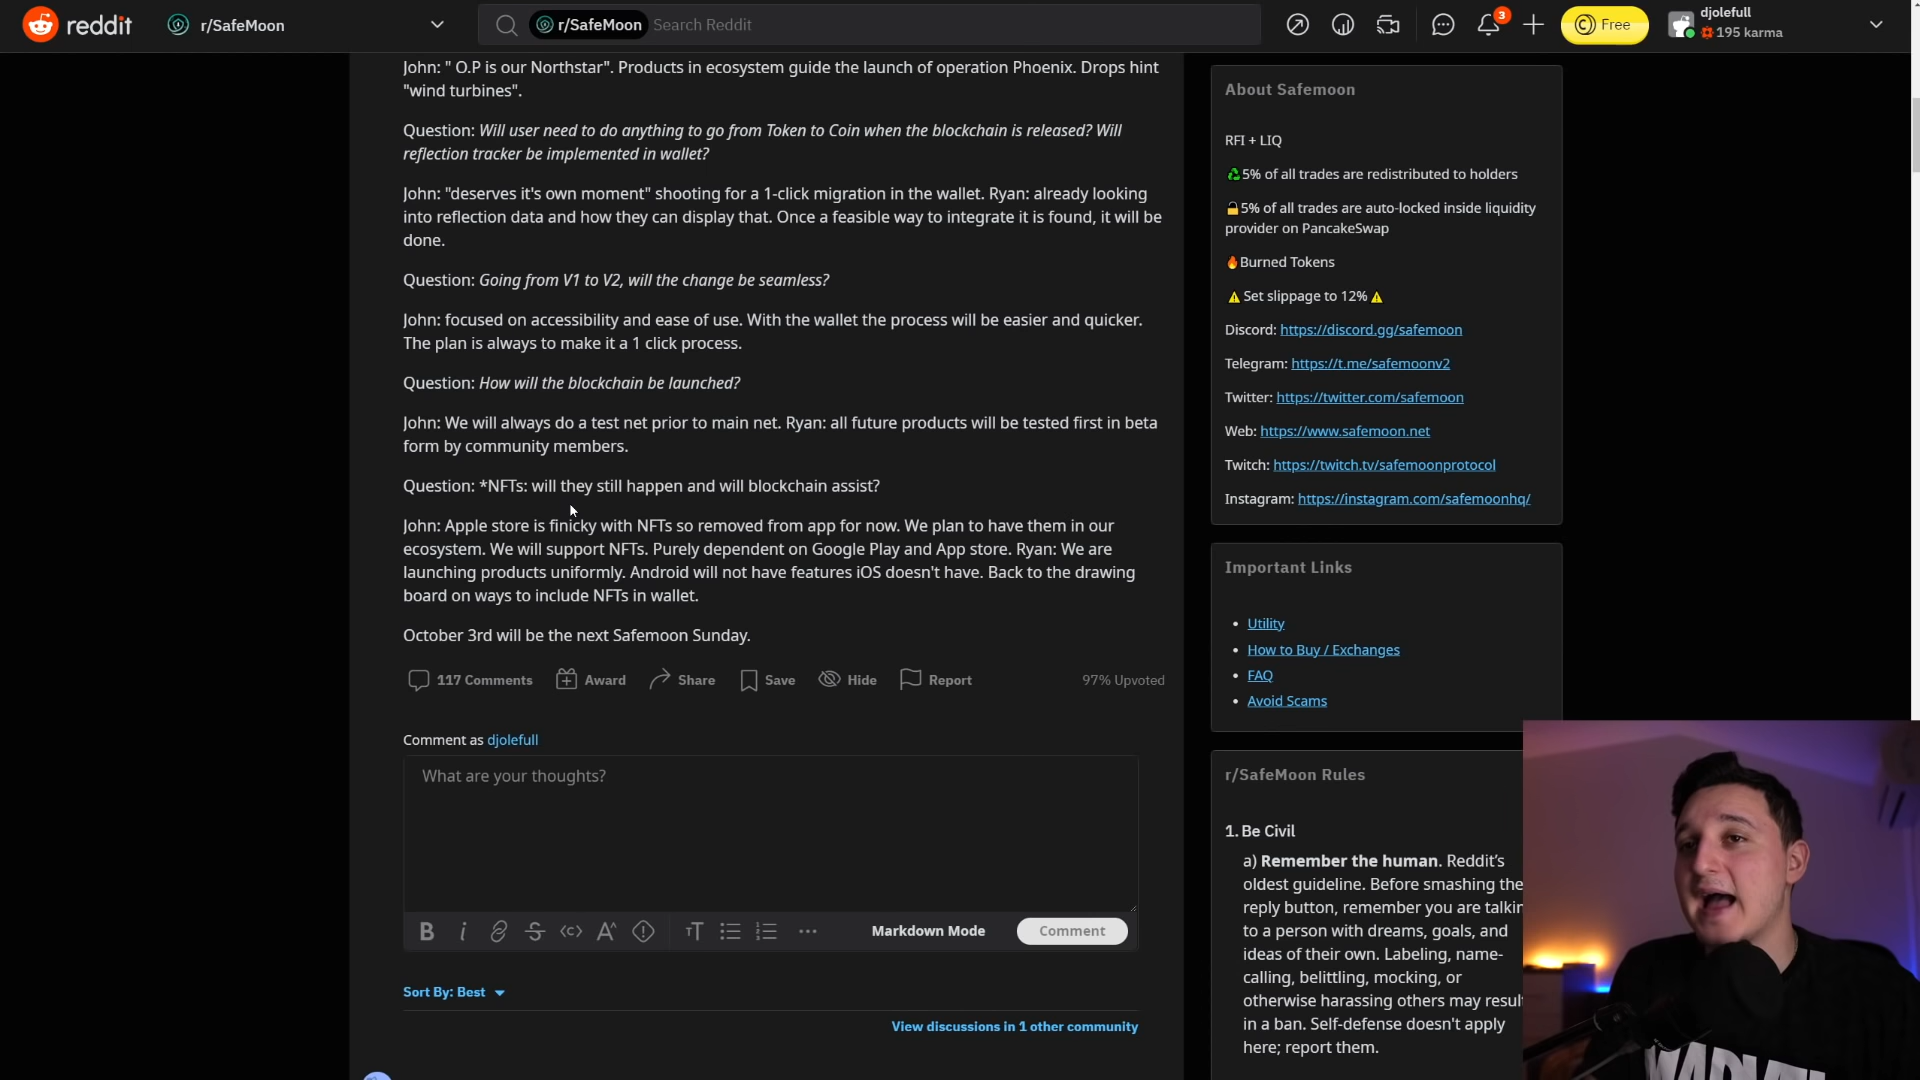 reddit
r/SafeMoon
r/SafeMoon Search Reddit
3
Free
djolefull
195 karma
John: " O.P is our Northstar". Products in ecosystem guide the launch of operation Phoenix. Drops hint
"wind turbines".
Question: Will user need to do anything to go from Token to Coin when the blockchain is released? Will
reflection tracker be implemented in wallet?
John: "deserves it's own moment" shooting for a 1-click migration in the wallet. Ryan: already looking
into reflection data and how they can display that. Once a feasible way to integrate it is found, it will be
done.
Question: Going from V1 to V2, will the change be seamless?
John: focused on accessibility and ease of use. With the wallet the process will be easier and quicker.
The plan is always to make it a 1 click process.
Question: How will the blockchain be launched?
John: We will always do a test net prior to main net. Ryan: all future products will be tested first in beta
form by community members.
Question: *NFTs: will they still happen and will blockchain assist?
John: Apple store is finicky with NFTs so removed from app for now. We plan to have them in our
ecosystem. We will support NFTs. Purely dependent on Google Play and App store. Ryan: We are
launching products uniformly. Android will not have features iOS doesn't have. Back to the drawing
board on ways to include NFTs in wallet.
October 3rd will be the next Safemoon Sunday.
117 Comments Award Share Save Hide Report 97% Upvoted
Comment as djolefull
What are your thoughts?
Markdown Mode Comment
Sort By: Best
View discussions in 1 other community
About Safemoon
RFI + LIQ
♻5% of all trades are redistributed to holders
🔒5% of all trades are auto-locked inside liquidity
provider on PancakeSwap
🔥Burned Tokens
⚠Set slippage to 12%⚠
Discord: https://discord.gg/safemoon
Telegram: https://t.me/safemoonv2
Twitter: https://twitter.com/safemoon
Web: https://www.safemoon.net
Twitch: https://twitch.tv/safemoonprotocol
Instagram: https://instagram.com/safemoonhq/
Important Links
• Utility
• How to Buy / Exchanges
• FAQ
• Avoid Scams
r/SafeMoon Rules
1. Be Civil
a) Remember the human. Reddit's
oldest guideline. Before smashing the
reply button, remember you are talkin
to a person with dreams, goals, and
ideas of their own. Labeling, name-
calling, belittling, mocking, or
otherwise harassing others may result
in a ban. Self-defense doesn't apply
here; report them.